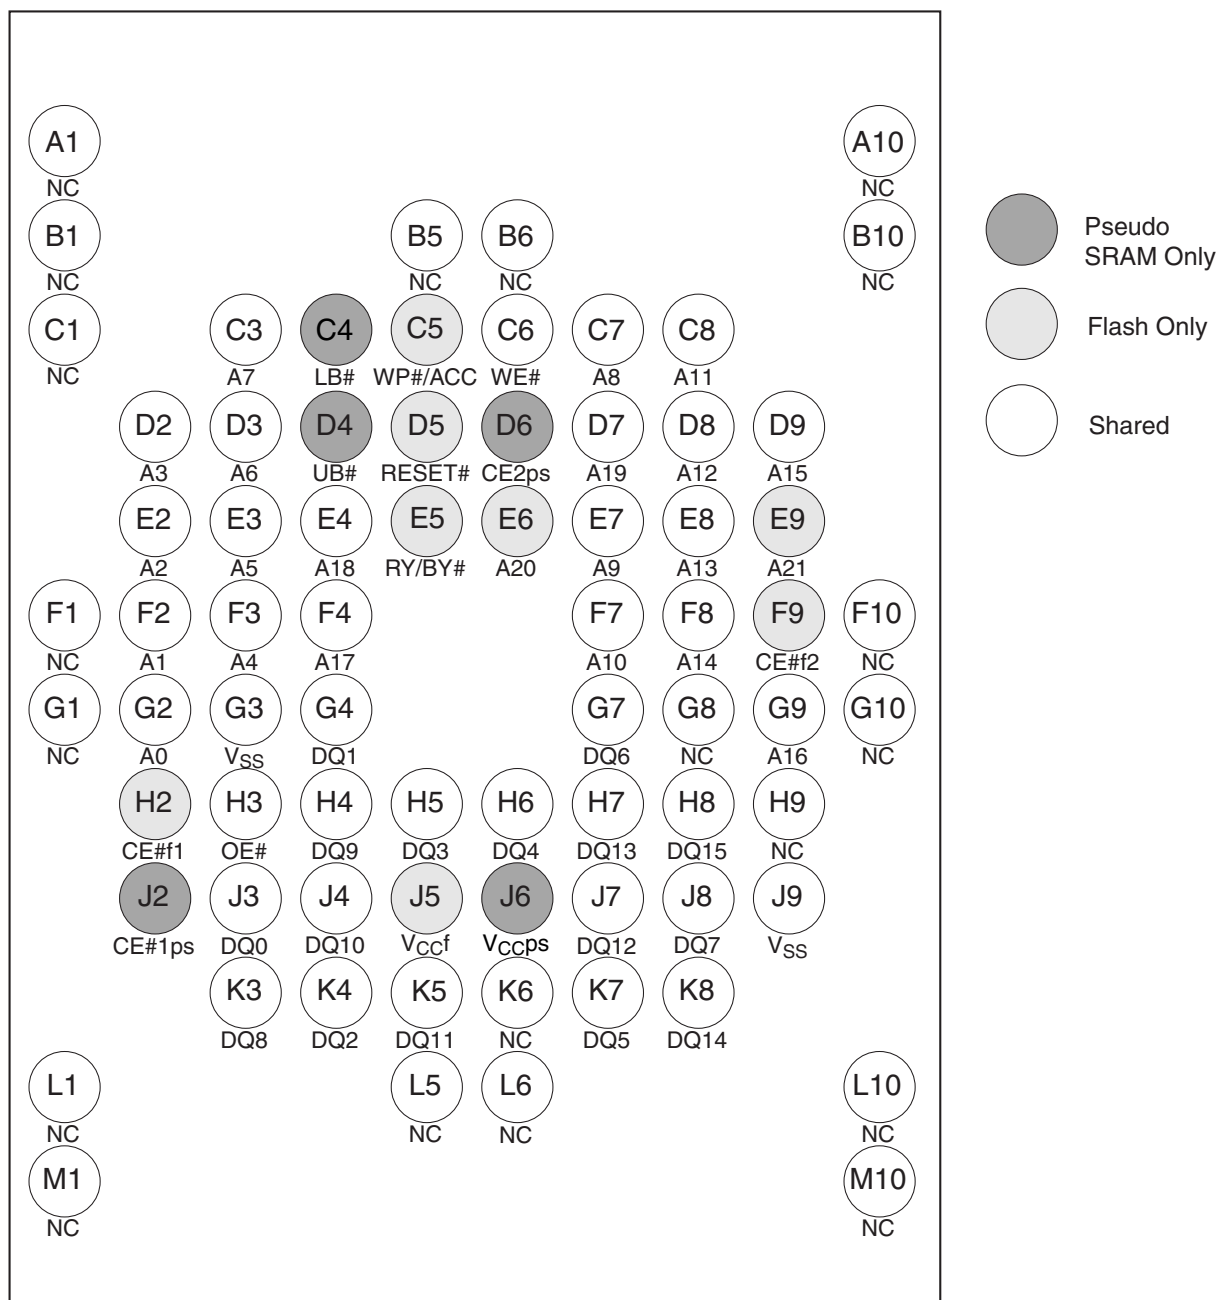 A1 A10
NC NC
B1 B5 B6 B10
NC NC NC NC
C1 C3 C4 C5 C6 C7 C8
NC A7 LB# WP#/ACC WE# A8 A11
D2 D3 D4 D5 D6 D7 D8 D9
A3 A6 UB# RESET# CE2ps A19 A12 A15
E2 E3 E4 E5 E6 E7 E8 E9
A2 A5 A18 RY/BY# A20 A9 A13 A21
F1 F2 F3 F4 F7 F8 F9 F10
NC A1 A4 A17 A10 A14 CE#f2 NC
G1 G2 G3 G4 G7 G8 G9 G10
NC A0 VSS DQ1 DQ6 NC A16 NC
H2 H3 H4 H5 H6 H7 H8 H9
CE#f1 OE# DQ9 DQ3 DQ4 DQ13 DQ15 NC
J2 J3 J4 J5 J6 J7 J8 J9
CE#1ps DQ0 DQ10 VCCf VCCps DQ12 DQ7 VSS
K3 K4 K5 K6 K7 K8
DQ8 DQ2 DQ11 NC DQ5 DQ14
L1 L5 L6 L10
NC NC NC NC
M1 M10
NC NC
Pseudo
SRAM Only
Flash Only
Shared